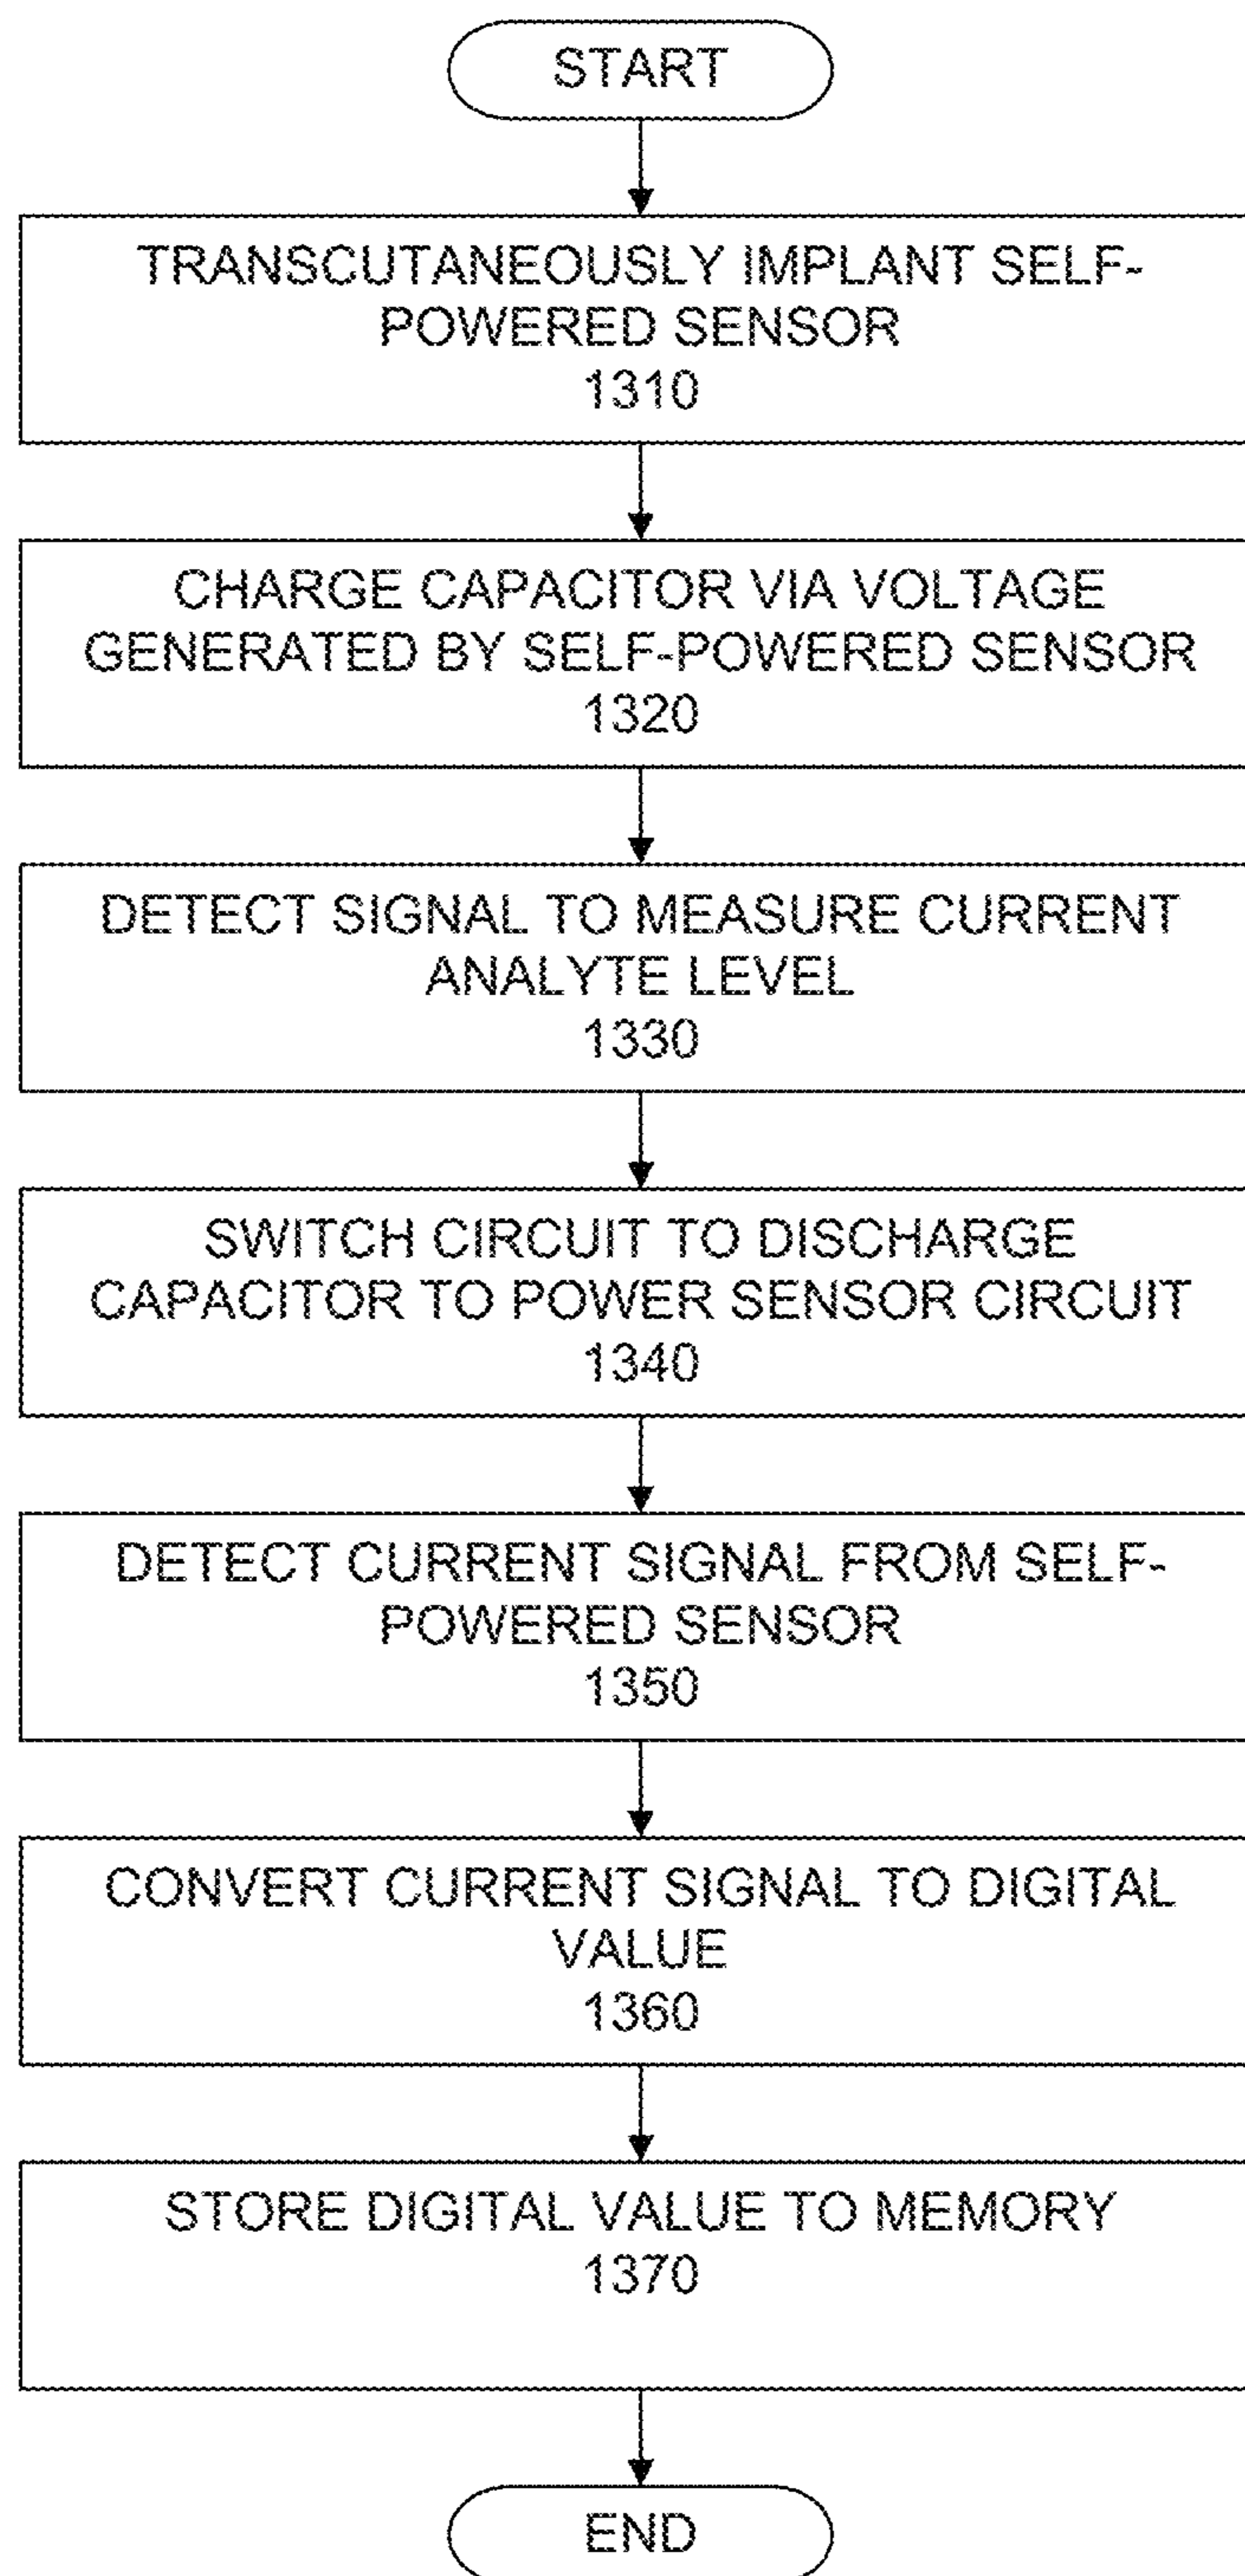 START
TRANSCUTANEOUSLY IMPLANT SELF-
POWERED SENSOR
1310
CHARGE CAPACITOR VIA VOLTAGE
GENERATED BY SELF-POWERED SENSOR
1320
DETECT SIGNAL TO MEASURE CURRENT
ANALYTE LEVEL
1330
SWITCH CIRCUIT TO DISCHARGE
CAPACITOR TO POWER SENSOR CIRCUIT
1340
DETECT CURRENT SIGNAL FROM SELF-
POWERED SENSOR
1350
CONVERT CURRENT SIGNAL TO DIGITAL
VALUE
1360
STORE DIGITAL VALUE TO MEMORY
1370
END